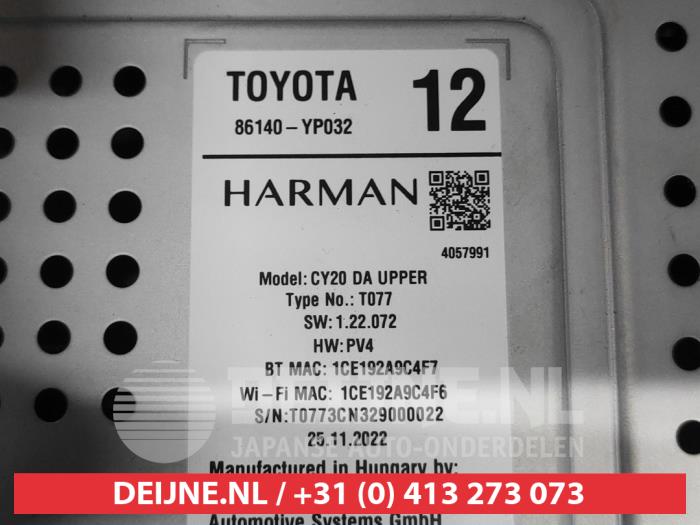 TOYOTA 12
86140-YP032
HARMAN
4057991
Model: CY20 DA UPPER
Type No.: T077
SW: 1.22.072
HW: PV4
BT MAC: 1CE192A9C4F7
Wi-Fi MAC: 1CE192A9C4F6
S/N: T0773CN329000022
25.11.2022
DEIJNE.NL
JAPANSE AUTO-ONDERDELEN
Manufactured in Hungary by:
DEIJNE.NL / +31 (0) 413 273 073
Automotive Systems GmbH